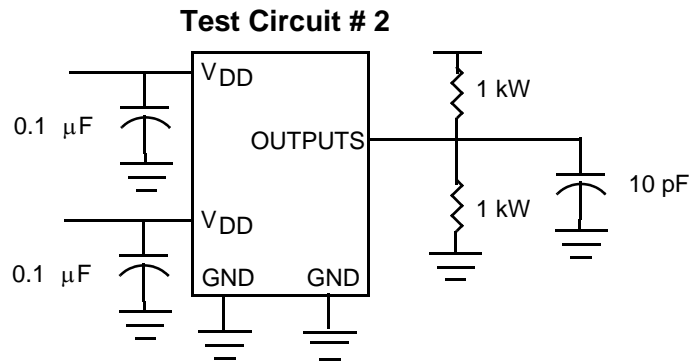 Test Circuit # 2
VDD
1 kW
0.1 μF
OUTPUTS
10 pF
VDD
1 kW
0.1 μF
GND GND